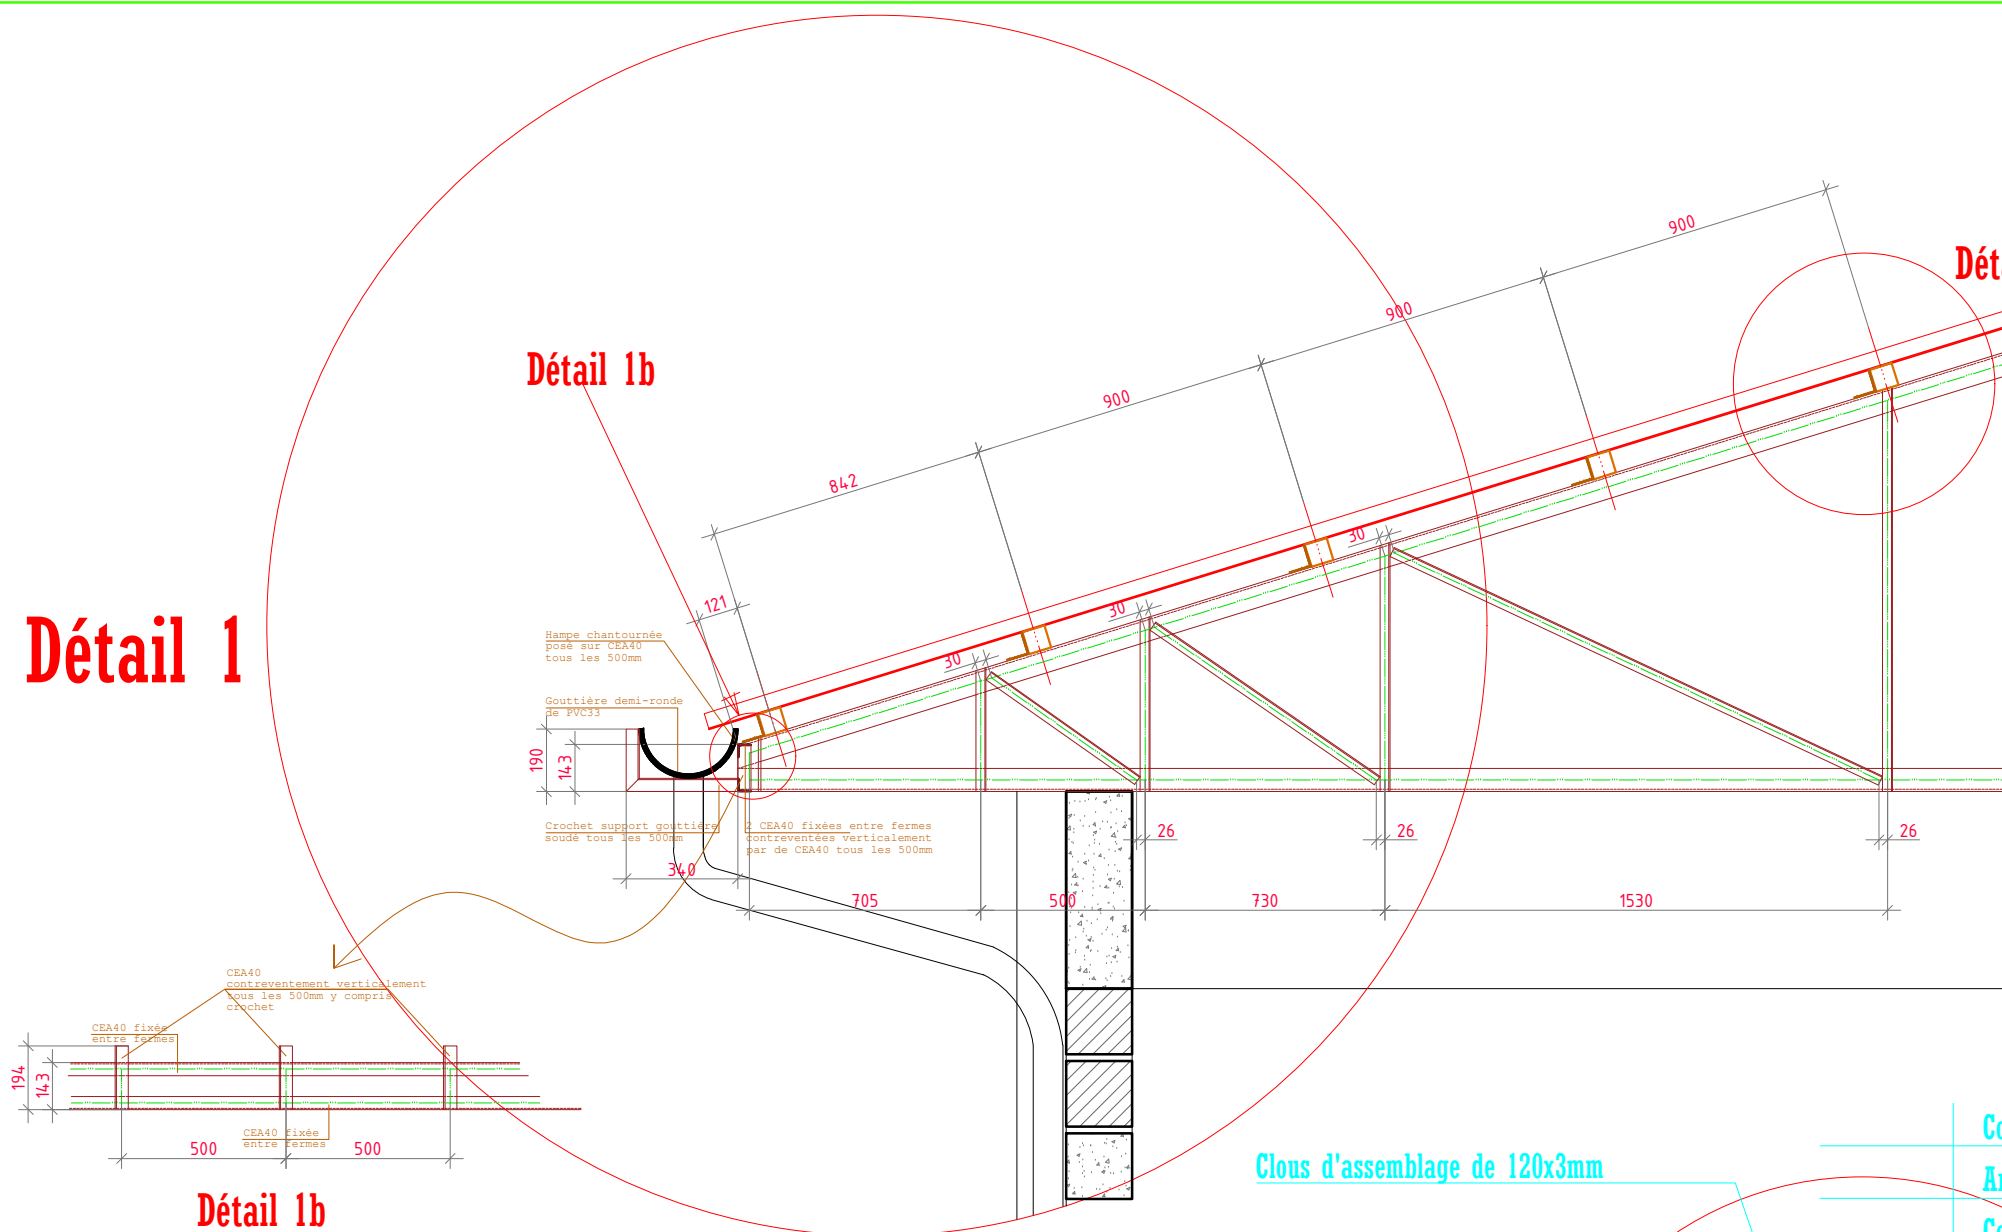 Détail 1
Détail 1b
842
900
900
900
121
30
30
30
Hampe chantournée
posé sur CEA40
tous les 500mm
Gouttière demi-ronde
de PVC33
190
143
Crochet support gouttière
soudé tous les 500mm
2 CEA40 fixées entre fermes
contreventées verticalement
par de CEA40 tous les 500mm
26
26
26
340
705
500
730
1530
CEA40
contreventement verticalement
tous les 500mm y compris
crochet
CEA40 fixée
entre fermes
194
143
CEA40 fixée
entre fermes
500
500
Détail 1b
Clous d'assemblage de 120x3mm
Dét